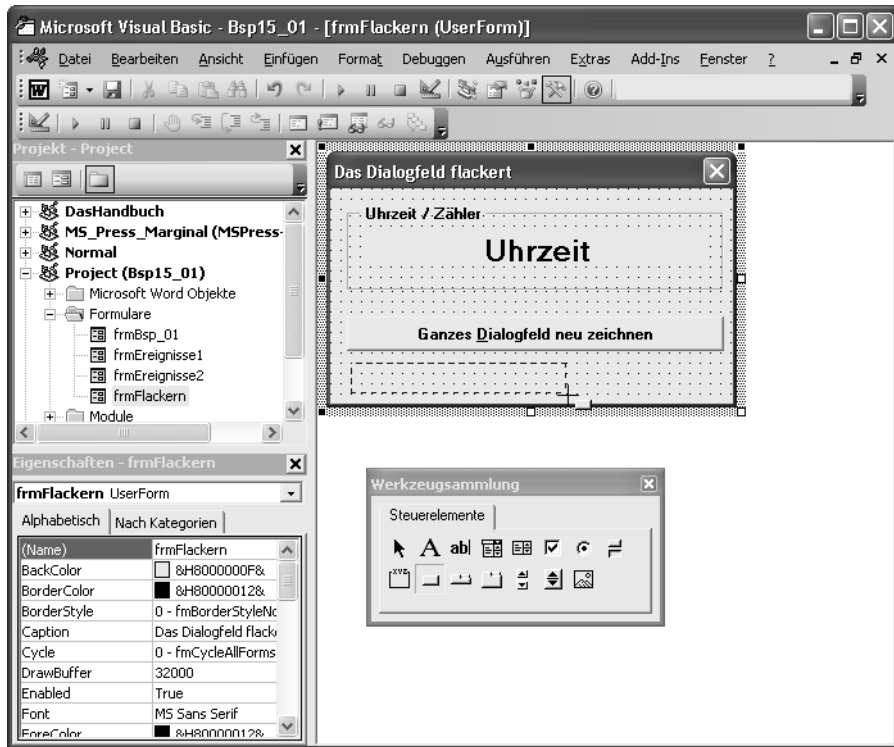 Microsoft Visual Basic - Bsp15_01 - [frmFlackern (UserForm)]
Datei Bearbeiten Ansicht Einfügen Format Debuggen Ausführen Extras Add-Ins Fenster ?
Projekt - Project
DasHandbuch
MS_Press_Marginal (MSPress-
Normal
Project (Bsp15_01)
Microsoft Word Objekte
Formulare
frmBsp_01
frmEreignisse1
frmEreignisse2
frmFlackern
Module
Eigenschaften - frmFlackern
frmFlackern UserForm
Alphabetisch Nach Kategorien
(Name) frmFlackern
BackColor &H8000000F&
BorderColor &H80000012&
BorderStyle 0 - fmBorderStyleNo
Caption Das Dialogfeld flacke
Cycle 0 - fmCycleAllForms
DrawBuffer 32000
Enabled True
Font MS Sans Serif
ForeColor &H80000012&
Das Dialogfeld flackert
Uhrzeit / Zähler
Uhrzeit
Ganzes Dialogfeld neu zeichnen
Werkzeugsammlung
Steuerelemente
A ab
xyz